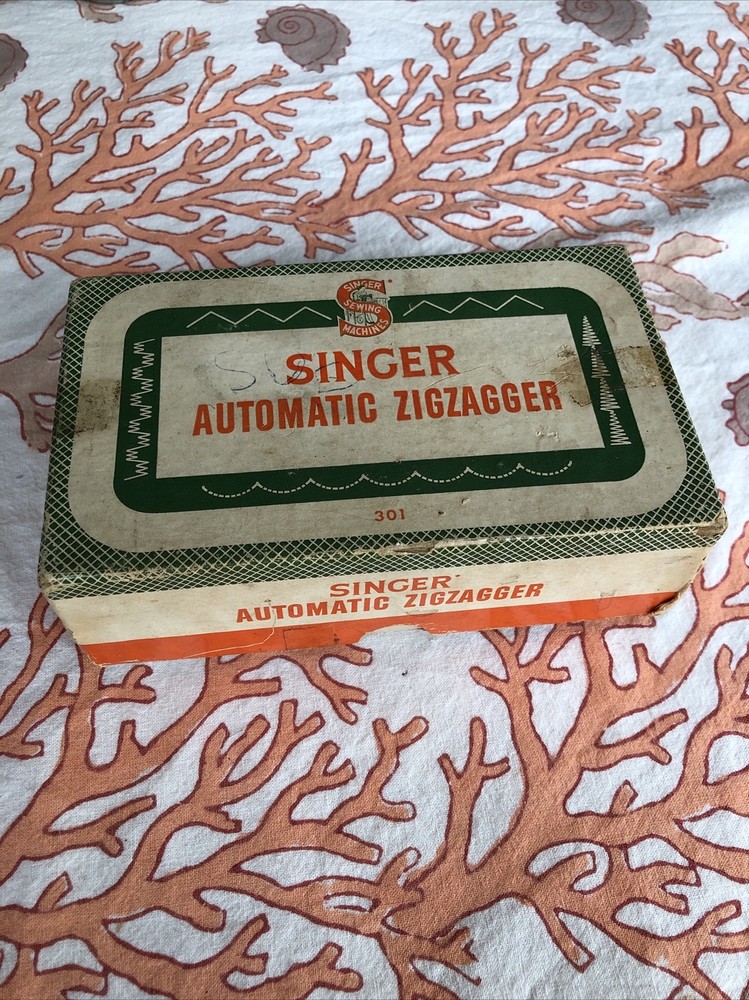 SINGER
SEWING
MACHINES
SINGER
AUTOMATIC ZIGZAGGER
301
SINGER
AUTOMATIC ZIGZAGGER